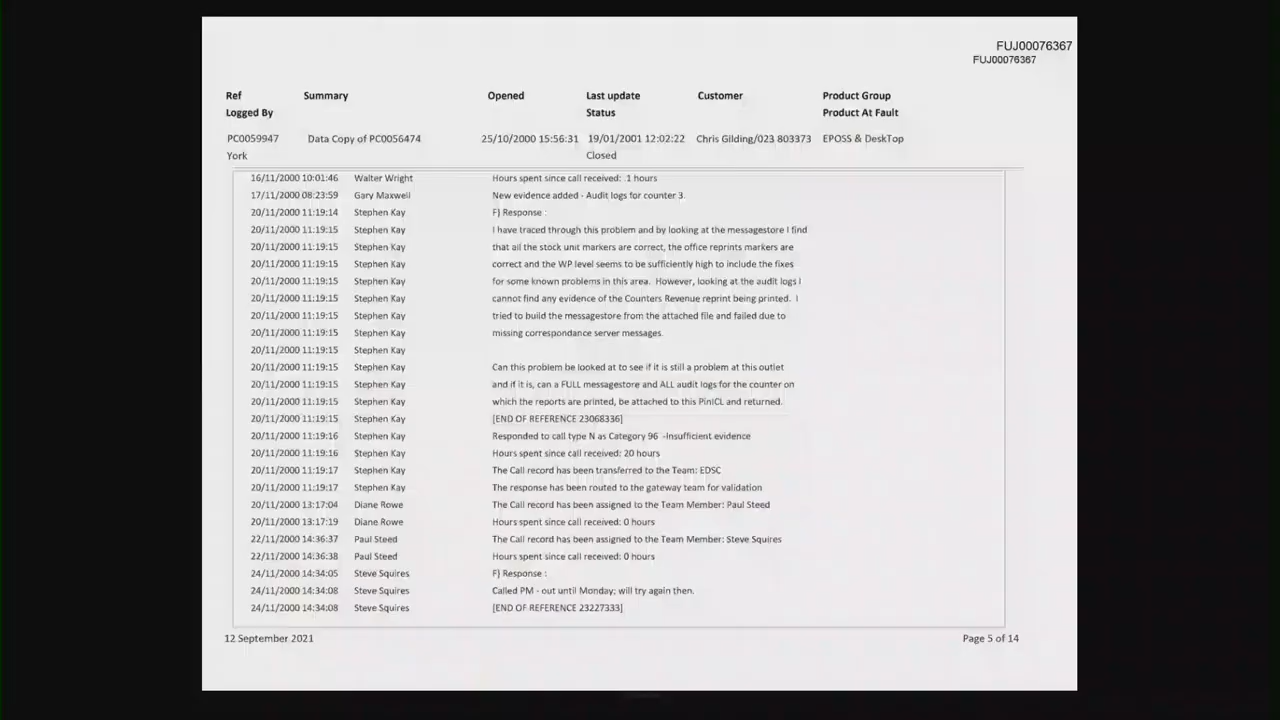 FUJ00076367
FUJ00076367
Ref Summary Opened Last update Customer Product Group
Logged By Status Product At Fault
PC0059947 Data Copy of PC0056474 25/10/2000 15:56:31 19/01/2001 12:02:22 Chris Gilding/023 803373 EPOSS & DeskTop
York Closed
16/11/2000 10:01:46 Walter Wright Hours spent since call received: .1 hours
17/11/2000 08:23:59 Gary Maxwell New evidence added - Audit logs for counter 3.
20/11/2000 11:19:14 Stephen Kay F) Response :
20/11/2000 11:19:15 Stephen Kay I have traced through this problem and by looking at the messagestore I find
20/11/2000 11:19:15 Stephen Kay that all the stock unit markers are correct, the office reprints markers are
20/11/2000 11:19:15 Stephen Kay correct and the WP level seems to be sufficiently high to include the fixes
20/11/2000 11:19:15 Stephen Kay for some known problems in this area. However, looking at the audit logs I
20/11/2000 11:19:15 Stephen Kay cannot find any evidence of the Counters Revenue reprint being printed. I
20/11/2000 11:19:15 Stephen Kay tried to build the messagestore from the attached file and failed due to
20/11/2000 11:19:15 Stephen Kay missing correspondance server messages.
20/11/2000 11:19:15 Stephen Kay
20/11/2000 11:19:15 Stephen Kay Can this problem be looked at to see if it is still a problem at this outlet
20/11/2000 11:19:15 Stephen Kay and if it is, can a FULL messagestore and ALL audit logs for the counter on
20/11/2000 11:19:15 Stephen Kay which the reports are printed, be attached to this PinICL and returned.
20/11/2000 11:19:15 Stephen Kay [END OF REFERENCE 23068336]
20/11/2000 11:19:16 Stephen Kay Responded to call type N as Category 96 -Insufficient evidence
20/11/2000 11:19:16 Stephen Kay Hours spent since call received: 20 hours
20/11/2000 11:19:17 Stephen Kay The Call record has been transferred to the Team: EDSC
20/11/2000 11:19:17 Stephen Kay The response has been routed to the gateway team for validation
20/11/2000 13:17:04 Diane Rowe The Call record has been assigned to the Team Member: Paul Steed
20/11/2000 13:17:19 Diane Rowe Hours spent since call received: 0 hours
22/11/2000 14:36:37 Paul Steed The Call record has been assigned to the Team Member: Steve Squires
22/11/2000 14:36:38 Paul Steed Hours spent since call received: 0 hours
24/11/2000 14:34:05 Steve Squires F) Response :
24/11/2000 14:34:08 Steve Squires Called PM - out until Monday; will try again then.
24/11/2000 14:34:08 Steve Squires [END OF REFERENCE 23227333]
12 September 2021 Page 5 of 14